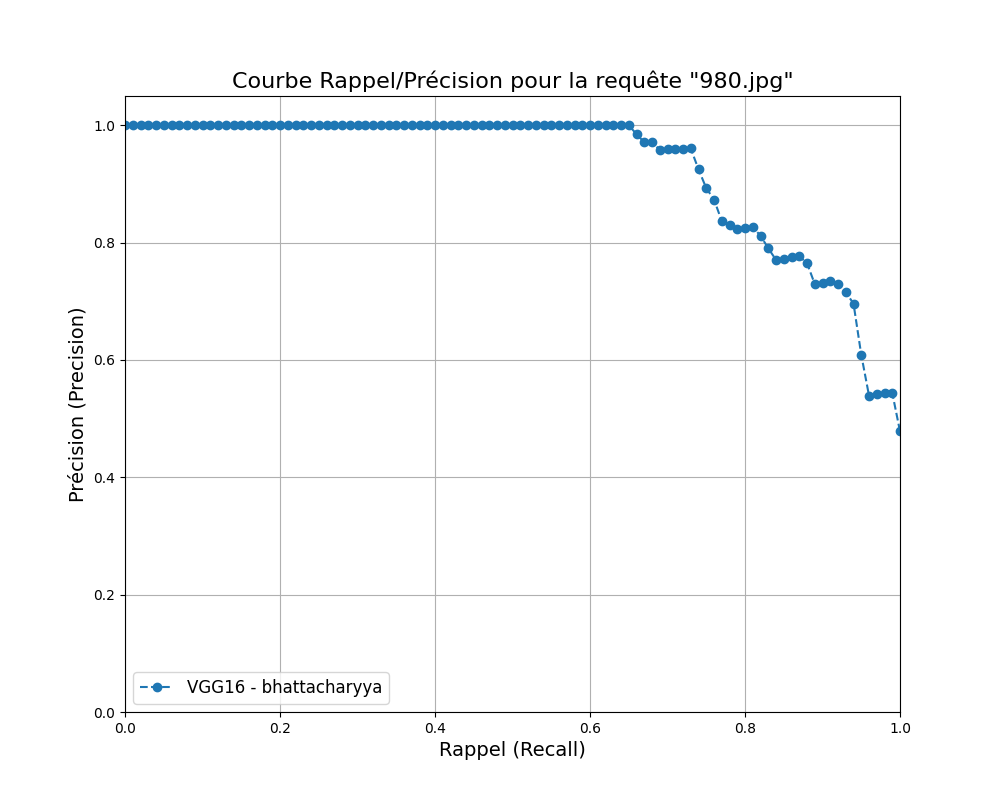 Courbe Rappel/Précision pour la requête "980.jpg"
Précision (Precision)
1.0
0.8
0.6
0.4
0.2
0.0
VGG16 - bhattacharyya
0.0 0.2 0.4 0.6 0.8 1.0
Rappel (Recall)